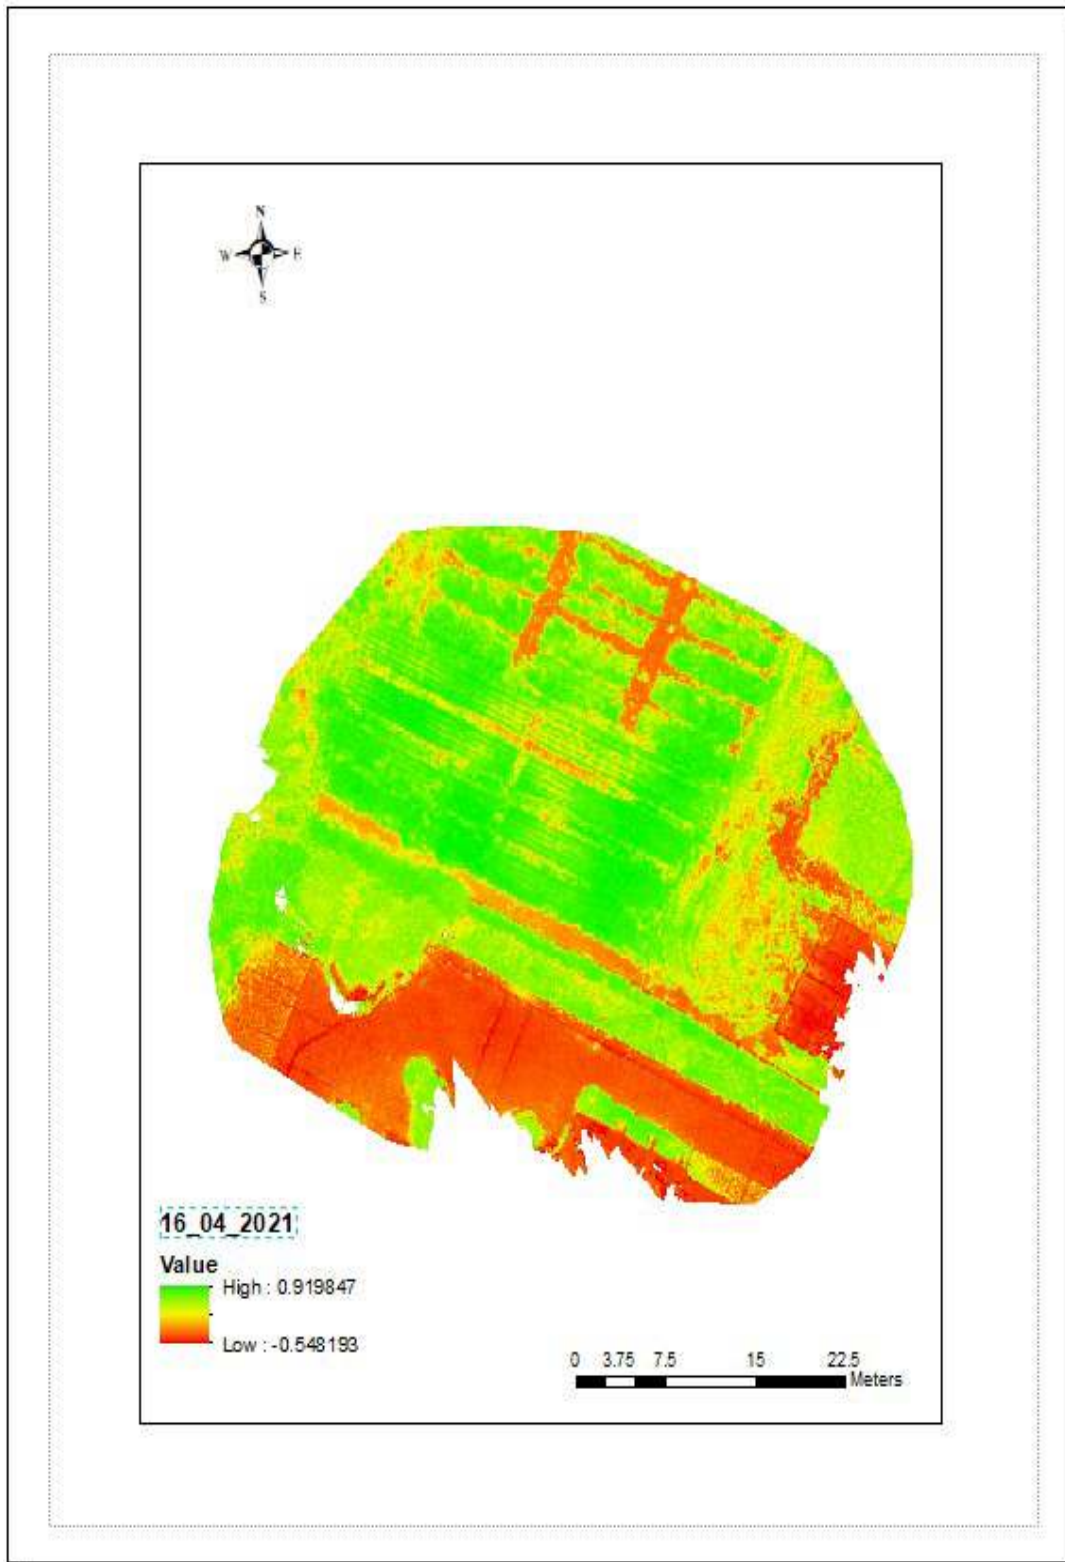 N
W E
S
16_04_2021
Value
High : 0.919847
Low : -0.548193
0 3.75 7.5 15 22.5
Meters